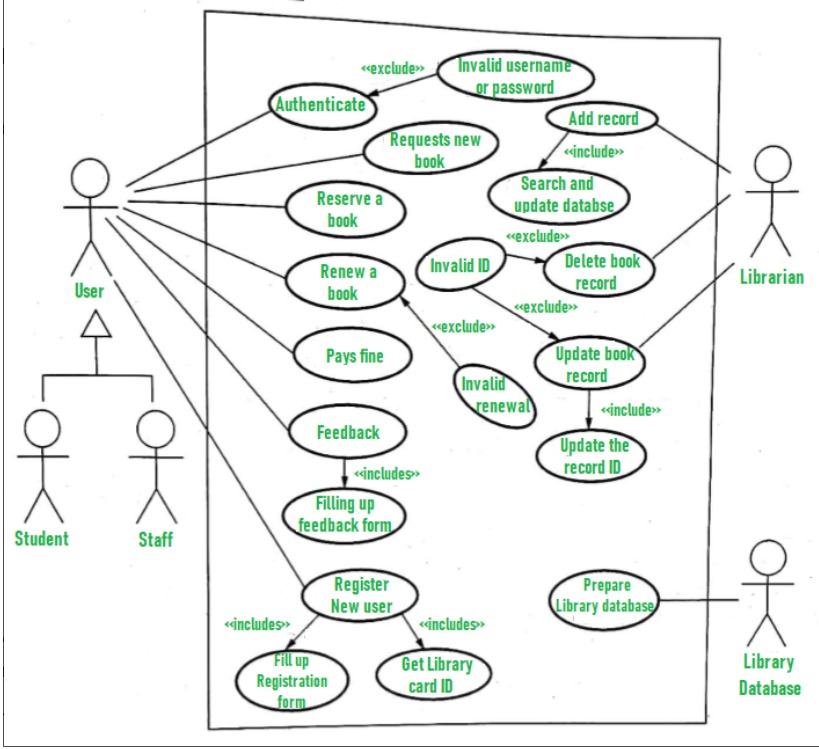 <<exclude>>
Invalid username
or password
Authenticate
Add record
Requests new
book
<<include>>
Search and
update databse
Reserve a
book
<<exclude>>
Invalid ID
Delete book
record
Librarian
User
Renew a
book
<<exclude>>
<<exclude>>
Update book
record
Pays fine
Invalid
renewal
<<include>>
Feedback
Update the
record ID
<<includes>>
Filling up
feedback form
Student
Staff
Register
New user
Prepare
Library database
<<includes>>
<<includes>>
Fill up
Registration
form
Get Library
card ID
Library
Database